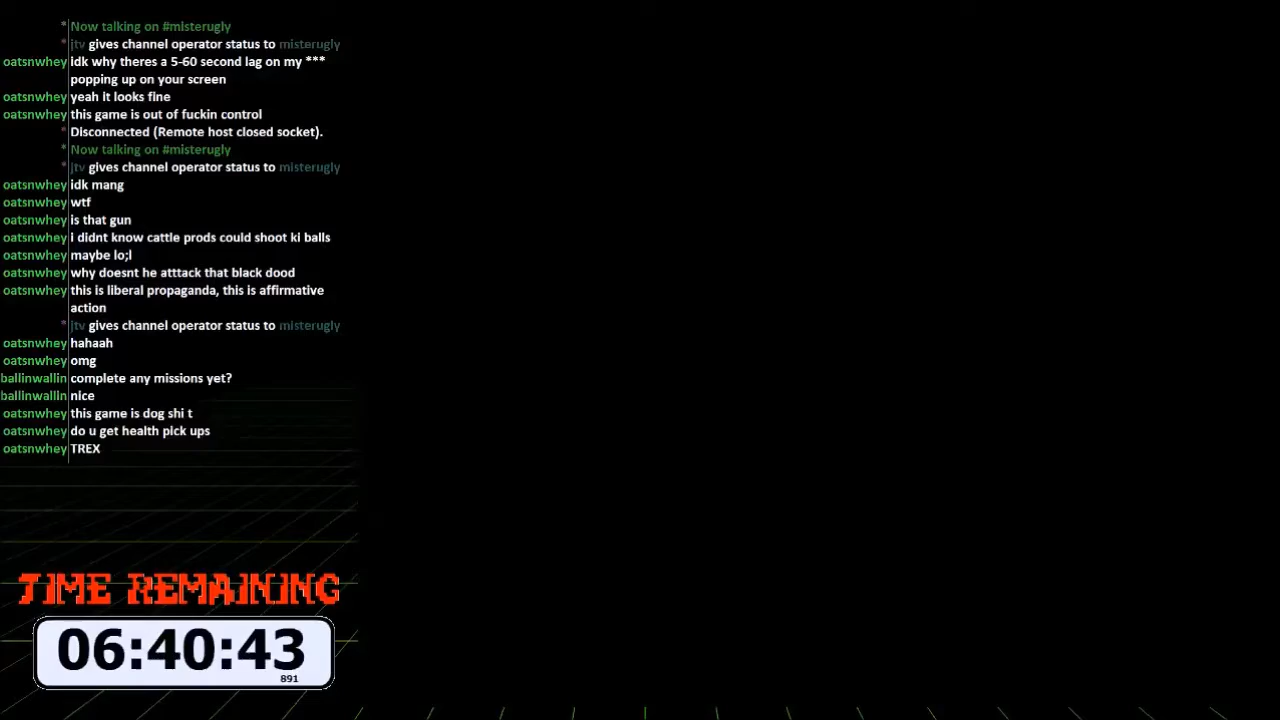 * Now talking on #misterugly
* jtv gives channel operator status to misterugly
oatsnwhey idk why theres a 5-60 second lag on my ***
popping up on your screen
oatsnwhey yeah it looks fine
oatsnwhey this game is out of fuckin control
* Disconnected (Remote host closed socket).
* Now talking on #misterugly
* jtv gives channel operator status to misterugly
oatsnwhey idk mang
oatsnwhey wtf
oatsnwhey is that gun
oatsnwhey i didnt know cattle prods could shoot ki balls
oatsnwhey maybe lo;l
oatsnwhey why doesnt he atttack that black dood
oatsnwhey this is liberal propaganda, this is affirmative
action
* jtv gives channel operator status to misterugly
oatsnwhey hahaah
oatsnwhey omg
ballinwallin complete any missions yet?
ballinwallin nice
oatsnwhey this game is dog shi t
oatsnwhey do u get health pick ups
oatsnwhey TREX
TIME REMAINING
06:40:43
891